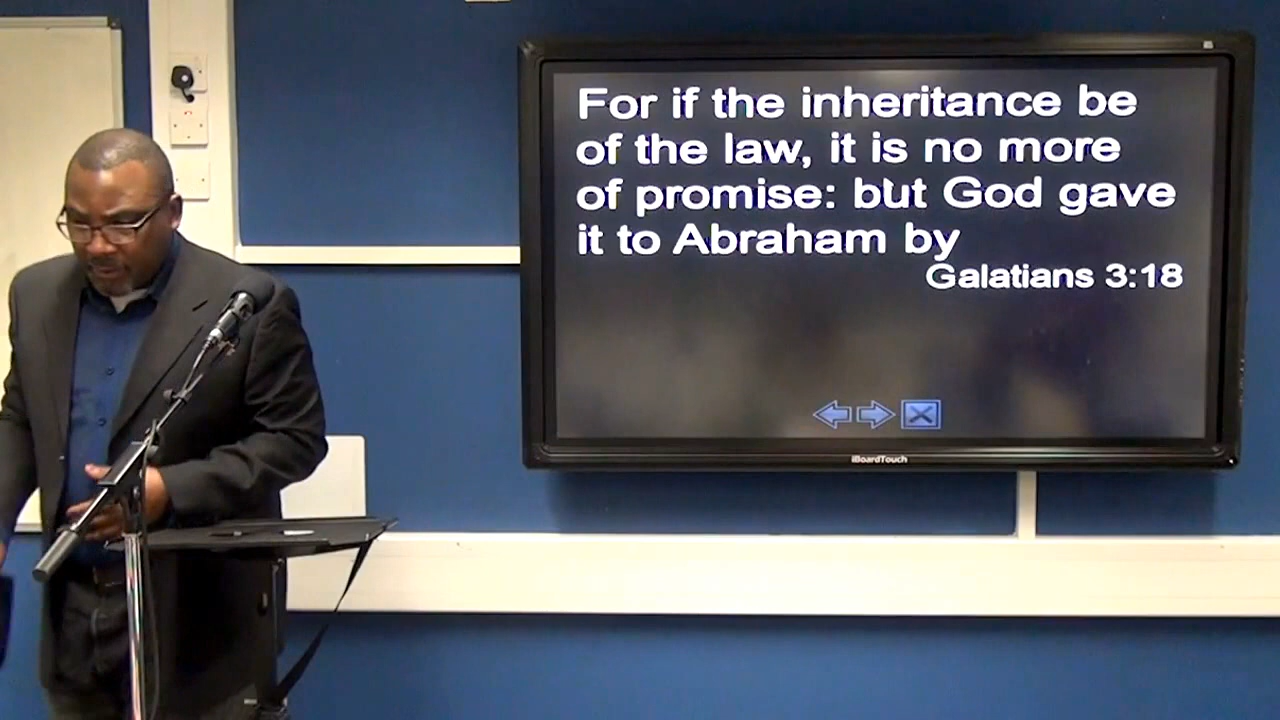 For if the inheritance be
of the law, it is no more
of promise: but God gave
it to Abraham by
Galatians 3:18
iBoardTouch